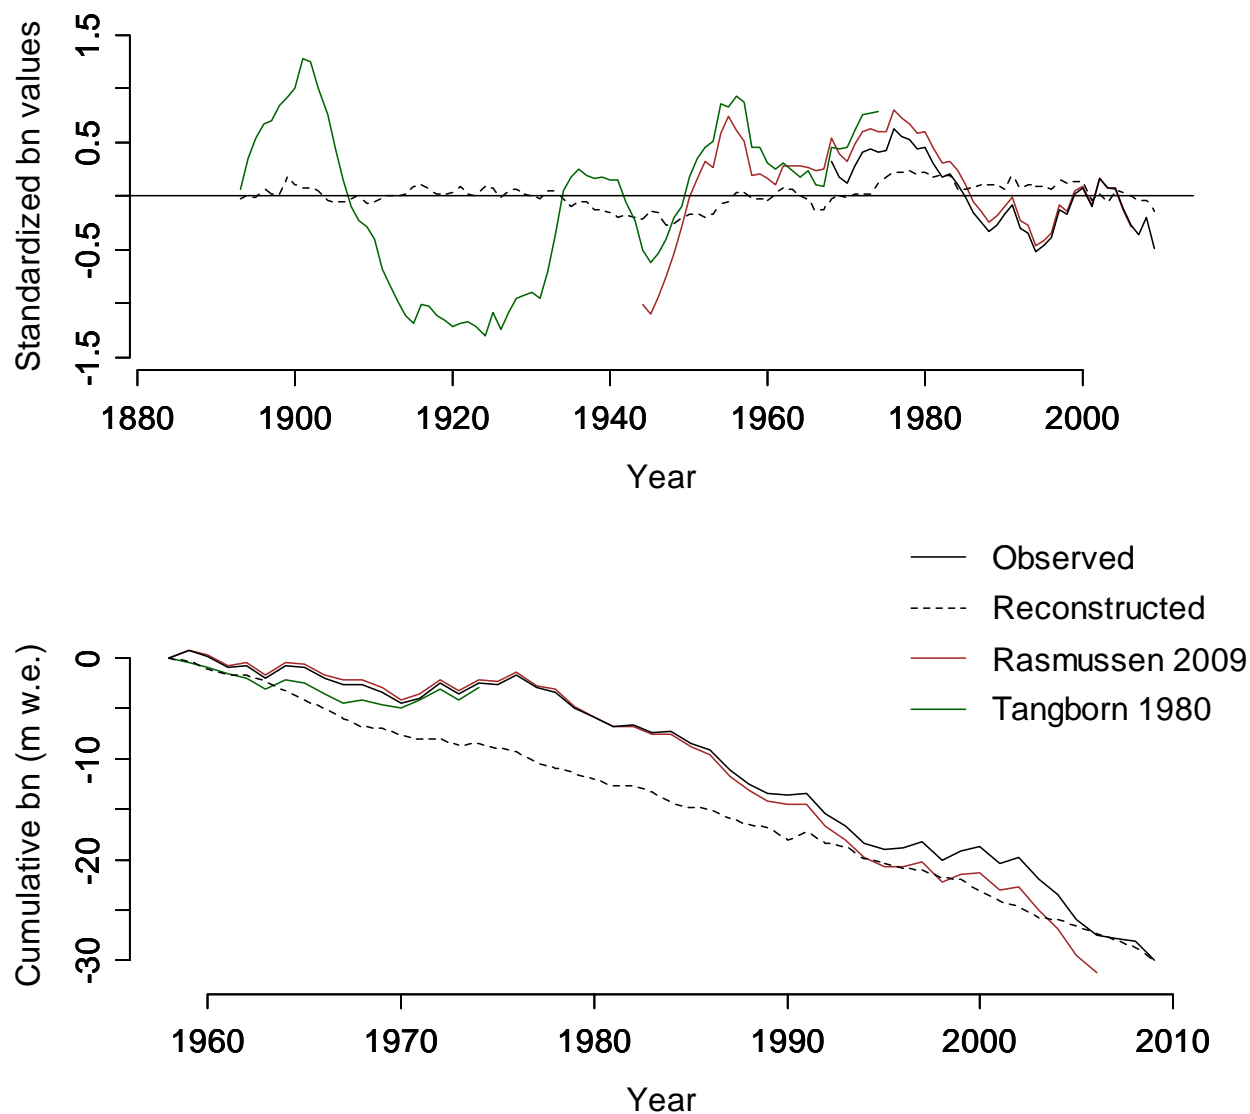 Standardized bn values
1.5
0.5
-0.5
-1.5
1880 1900 1920 1940 1960 1980 2000
Year
Observed
Reconstructed
Rasmussen 2009
Tangborn 1980
Cumulative bn (m w.e.)
0
-10
-20
-30
1960 1970 1980 1990 2000 2010
Year